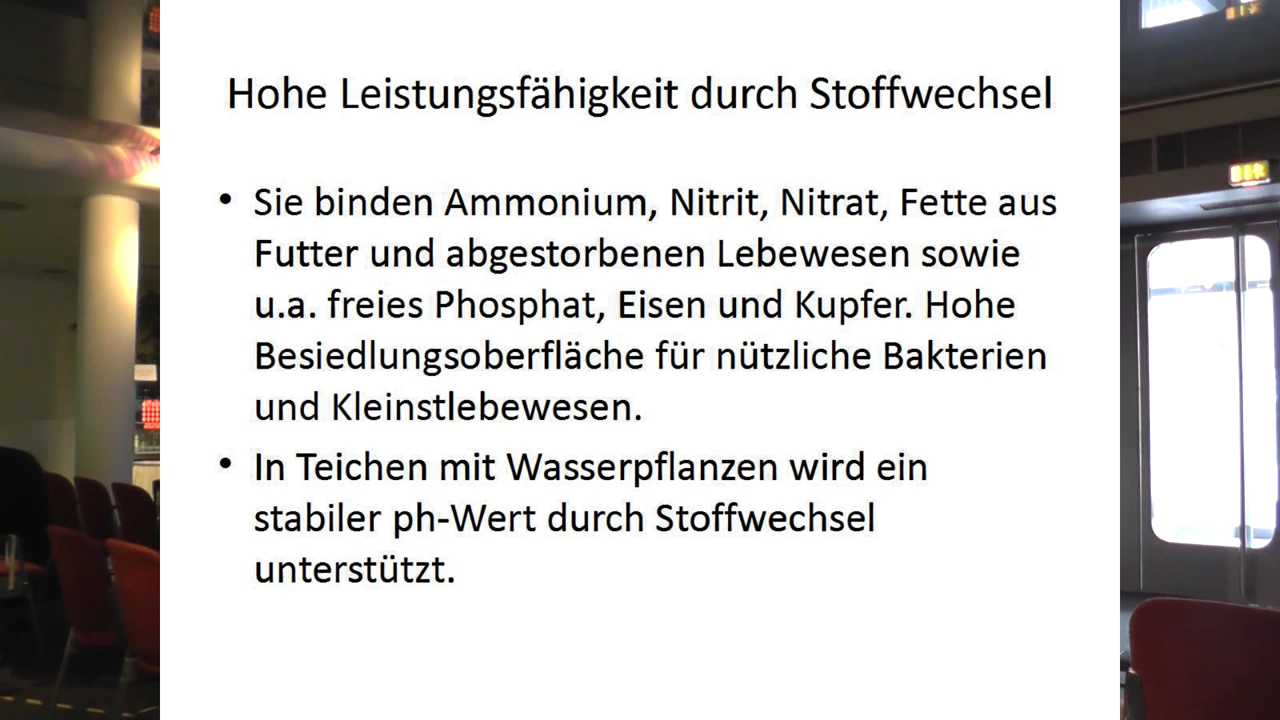 Hohe Leistungsfähigkeit durch Stoffwechsel
• Sie binden Ammonium, Nitrit, Nitrat, Fette aus
Futter und abgestorbenen Lebewesen sowie
u.a. freies Phosphat, Eisen und Kupfer. Hohe
Besiedlungsoberfläche für nützliche Bakterien
und Kleinstlebewesen.
• In Teichen mit Wasserpflanzen wird ein
stabiler ph-Wert durch Stoffwechsel
unterstützt.